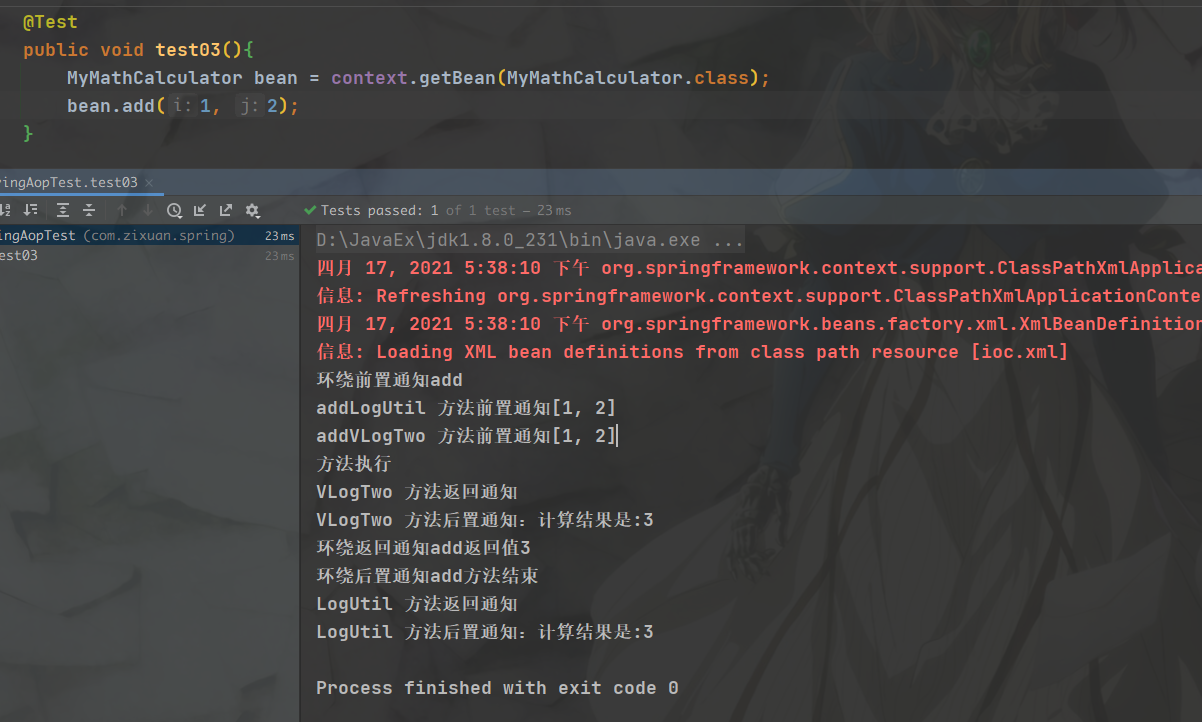 @Test
public void test03(){
MyMathCalculator bean = context.getBean(MyMathCalculator.class);
bean.add( i: 1, j: 2);
}
ingAopTest.test03 ×
✓ Tests passed: 1 of 1 test – 23 ms
ingAopTest (com.zixuan.spring) 23 ms
est03 23 ms
D:\JavaEx\jdk1.8.0_231\bin\java.exe ...
四月 17, 2021 5:38:10 下午 org.springframework.context.support.ClassPathXmlApplica
信息: Refreshing org.springframework.context.support.ClassPathXmlApplicationConte
四月 17, 2021 5:38:10 下午 org.springframework.beans.factory.xml.XmlBeanDefinition
信息: Loading XML bean definitions from class path resource [ioc.xml]
环绕前置通知add
addLogUtil 方法前置通知[1, 2]
addVLogTwo 方法前置通知[1, 2]
方法执行
VLogTwo 方法返回通知
VLogTwo 方法后置通知：计算结果是:3
环绕返回通知add返回值3
环绕后置通知add方法结束
LogUtil 方法返回通知
LogUtil 方法后置通知：计算结果是:3
Process finished with exit code 0